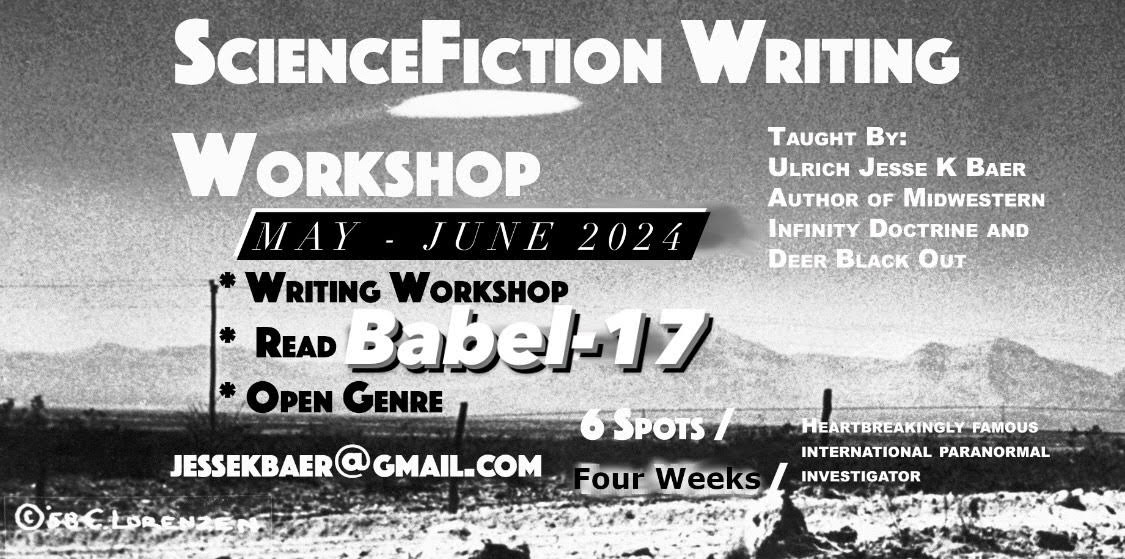 ScienceFiction Writing
Workshop
MAY - JUNE 2024
* Writing Workshop
* Read Babel-17
* Open Genre
Taught By:
Ulrich Jesse K Baer
Author of Midwestern
Infinity Doctrine and
Deer Black Out
6 Spots /
Four Weeks /
Heartbreakingly famous
international paranormal
investigator
jessekbaer@gmail.com
© '58 C LORENZEN